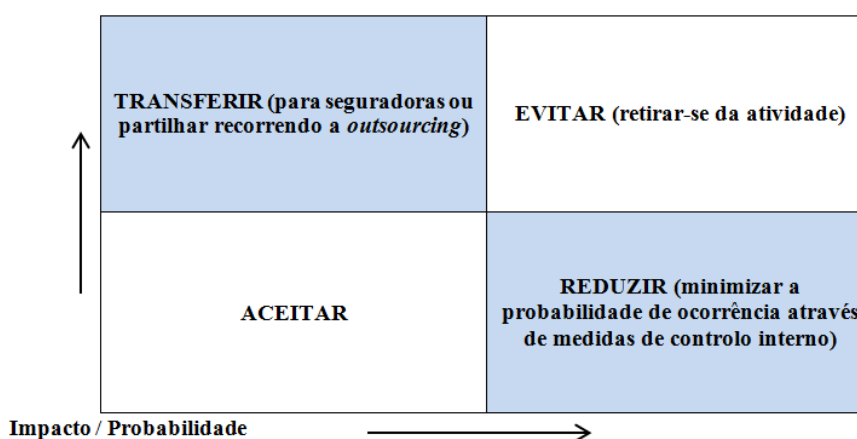 TRANSFERIR (para seguradoras ou
partilhar recorrendo a outsourcing)
EVITAR (retirar-se da atividade)
ACEITAR
REDUZIR (minimizar a
probabilidade de ocorrência através
de medidas de controlo interno)
Impacto / Probabilidade